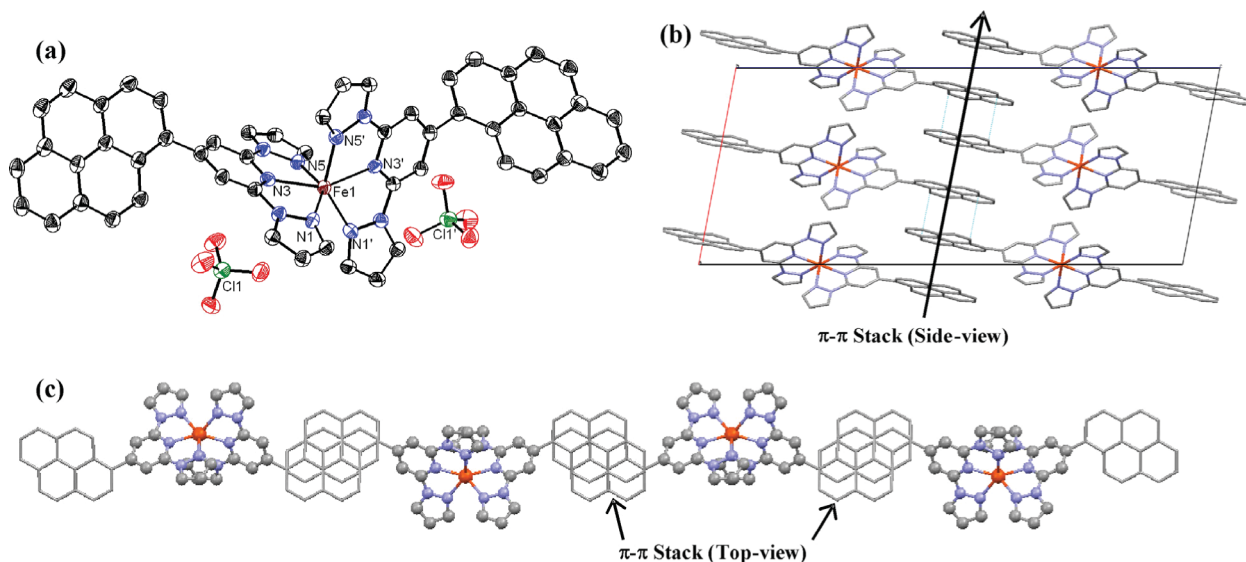 (a)
N5'
N5
N3'
N3
Fe1
N1
N1'
Cl1'
Cl1
(b)
π-π Stack (Side-view)
(c)
π-π Stack (Top-view)